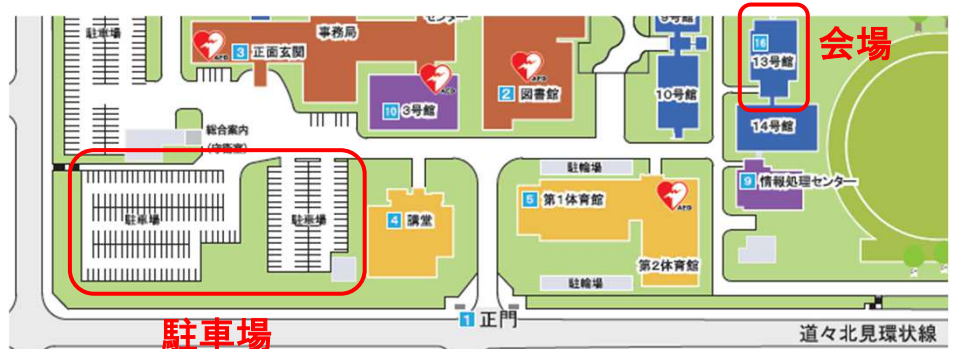 センター
9号館
16
13号館
会場
駐車場
事務局
3 正面玄関
AED
AED
AED
2 図書館
10 3号館
10号館
14号館
総合案内
(守衛室)
駐輪場
9 情報処理センター
駐車場
駐車場
4 講堂
5 第1体育館
AED
第2体育館
駐輪場
1 正門
駐車場
道々北見環状線